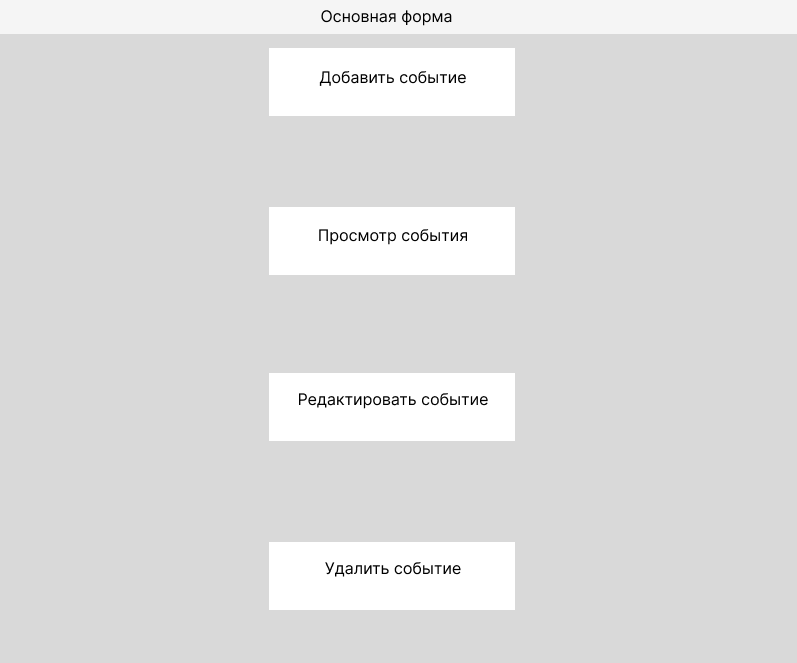 Основная форма
Добавить событие
Просмотр события
Редактировать событие
Удалить событие